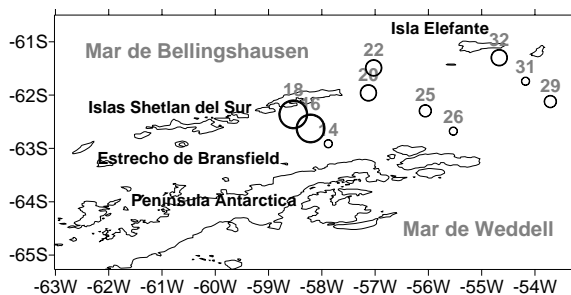 Isla Elefante
-61S
Mar de Bellingshausen
22
32
31
-62S
20
29
18
16
25
Islas Shetlan del Sur
14
26
-63S
Estrecho de Bransfield
-64S
Península Antarctica
Mar de Weddell
-65S
-63W -62W -61W -60W -59W -58W -57W -56W -55W -54W -53W